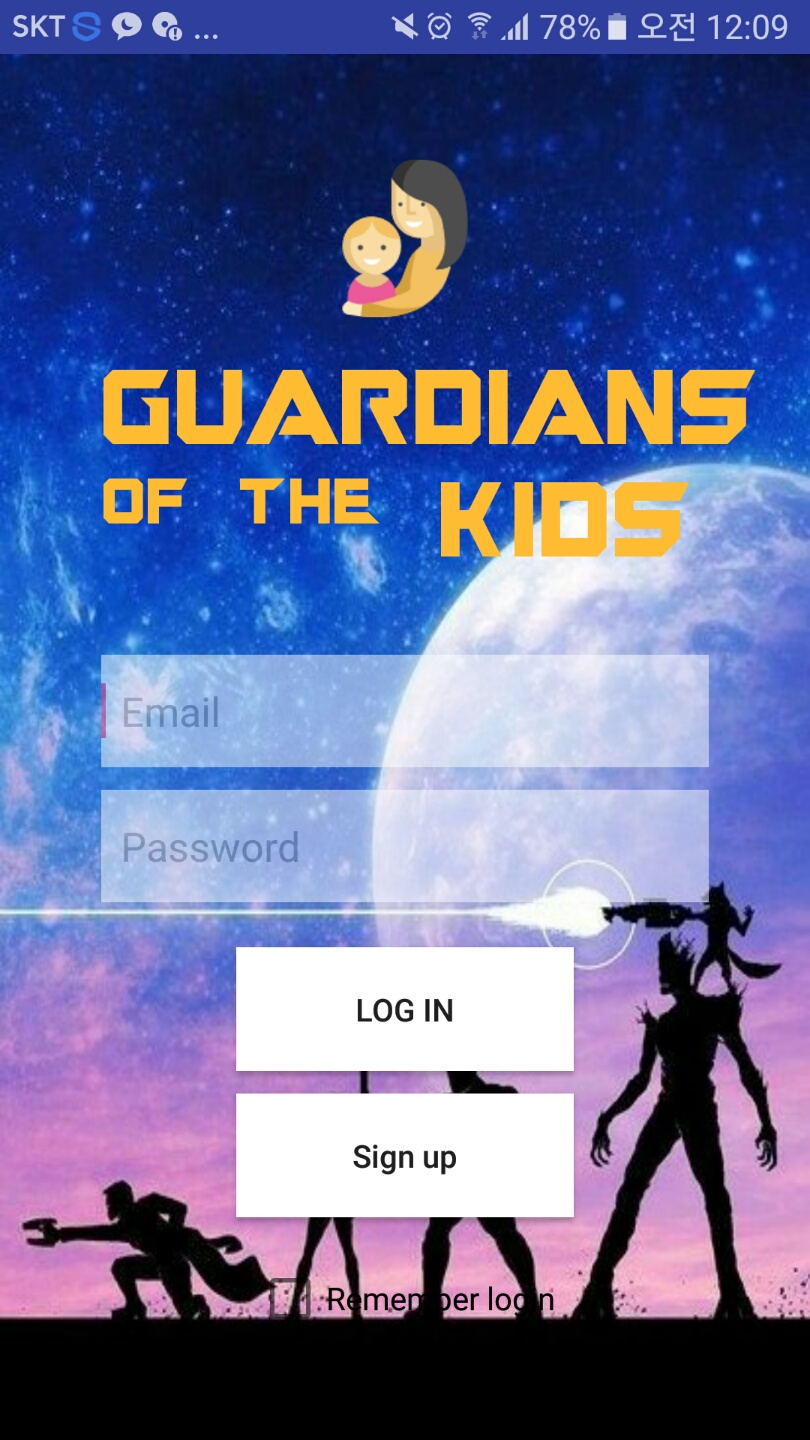 SKT ... 78% 오전 12:09
GUARDIANS
OF THE KIDS
Email
Password
LOG IN
Sign up
Remember login